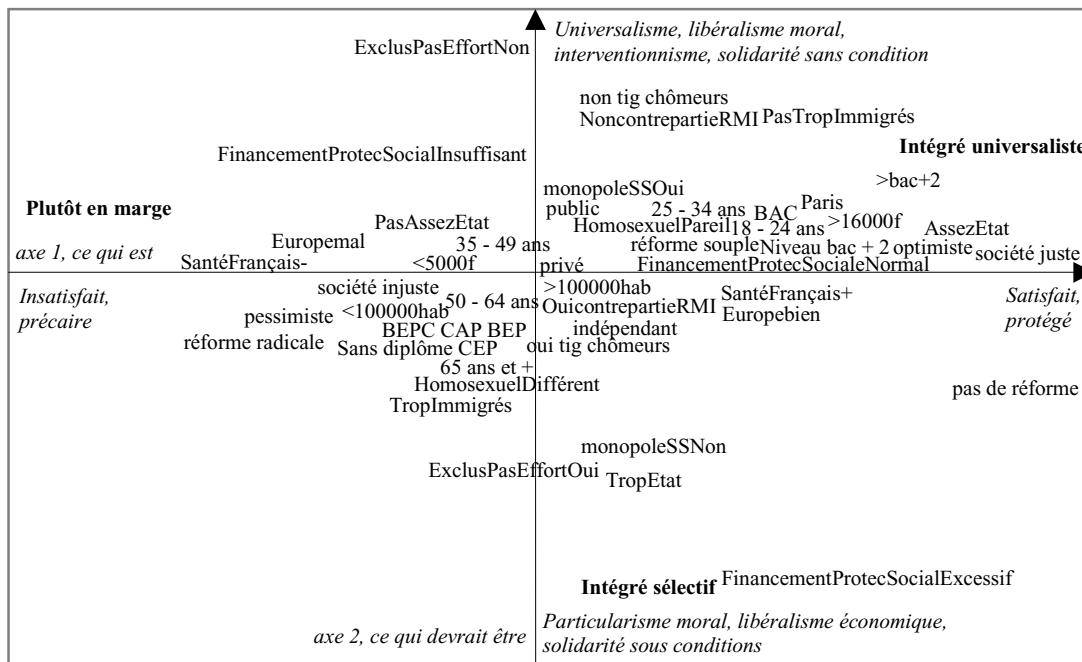 Universalisme, libéralisme moral,
interventionnisme, solidarité sans condition
ExclusPasEffortNon
non tig chômeurs
NoncontrepartieRMI
PasTropImmigrés
Intégré universaliste
FinancementProtecSocialInsuffisant
>bac+2
monopoleSSOui
Plutôt en marge
public
25 - 34 ans
BAC
Paris
PasAssezEtat
HomosexuelPareil
18 - 24 ans
>16000f
AssezEtat
axe 1, ce qui est
Europemal
35 - 49 ans
réforme souple
Niveau bac + 2
optimiste
société juste
SantéFrançais-
<5000f
privé
FinancementProtecSocialeNormal
Insatisfait,
précaire
société injuste
>100000hab
SantéFrançais+
Satisfait,
protégé
pessimiste
<100000hab
50 - 64 ans
OuicontrepartieRMI
Europebien
réforme radicale
BEPC CAP BEP
indépendant
Sans diplôme CEP
oui tig chômeurs
65 ans et +
HomosexuelDifférent
pas de réforme
TropImmigrés
monopoleSSNon
ExclusPasEffortOui
TropEtat
Intégré sélectif
FinancementProtecSocialExcessif
axe 2, ce qui devrait être
Particularisme moral, libéralisme économique,
solidarité sous conditions